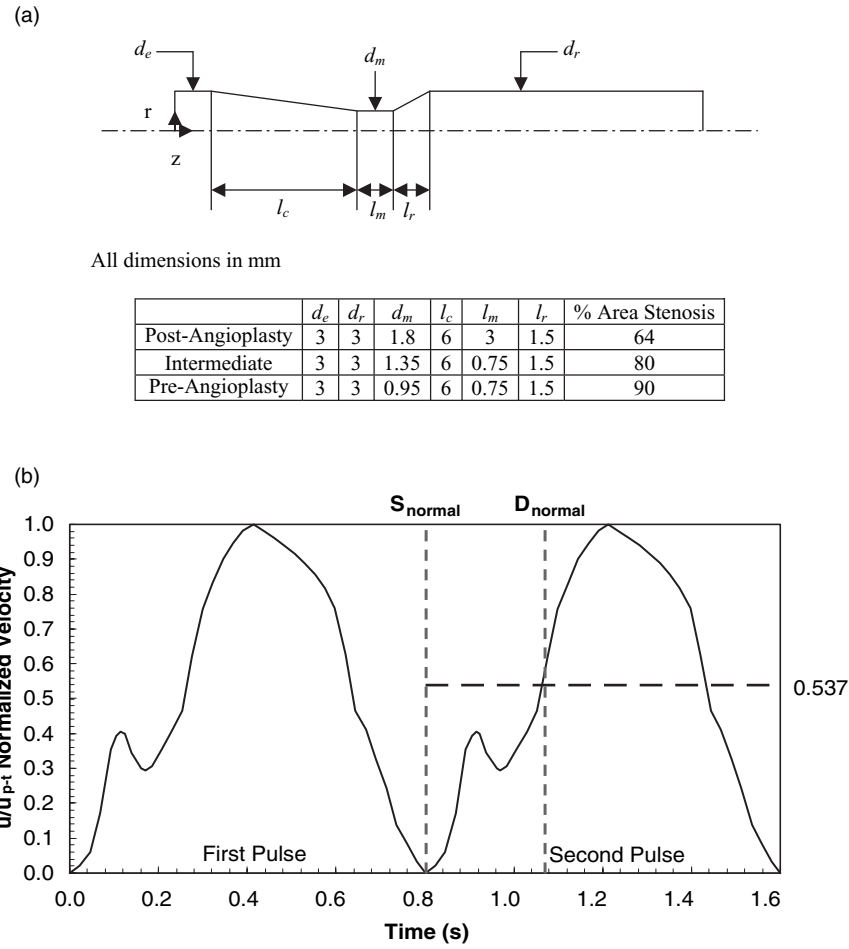 (a)
d_e
d_m
d_r
r
z
l_c
l_m
l_r
All dimensions in mm
d_e d_r d_m l_c l_m l_r % Area Stenosis
Post-Angioplasty 3 3 1.8 6 3 1.5 64
Intermediate 3 3 1.35 6 0.75 1.5 80
Pre-Angioplasty 3 3 0.95 6 0.75 1.5 90
(b)
S_normal D_normal
1.0
0.9
0.8
0.7
0.6
0.5
0.4
0.3
0.2
0.1
0.0
u/u_p-t Normalized Velocity
0.537
First Pulse
Second Pulse
0.0 0.2 0.4 0.6 0.8 1.0 1.2 1.4 1.6
Time (s)